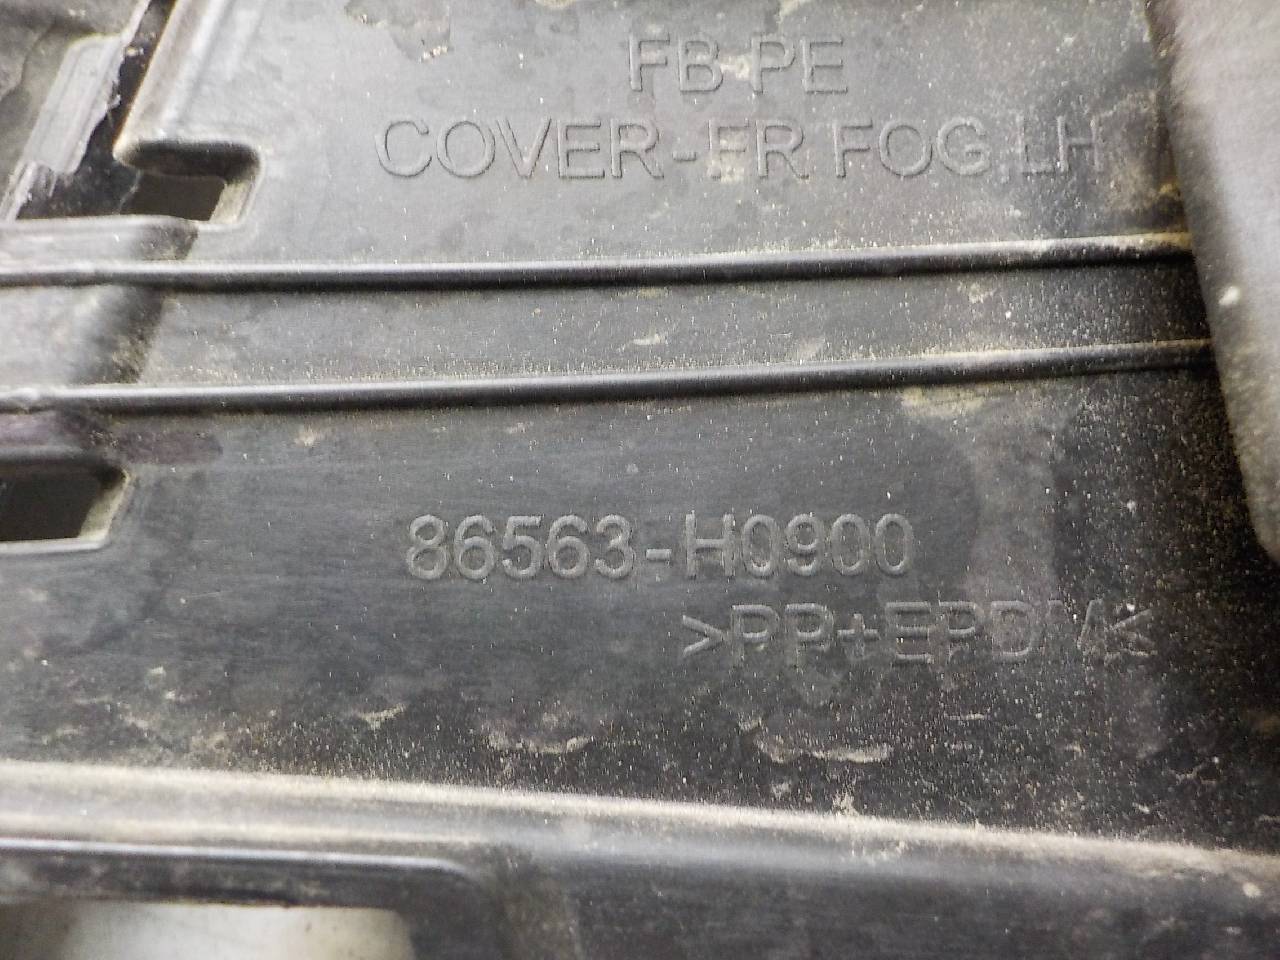 FB PE
COVER-FR FOG,LH
86563-H0900
>PP+EPDM<